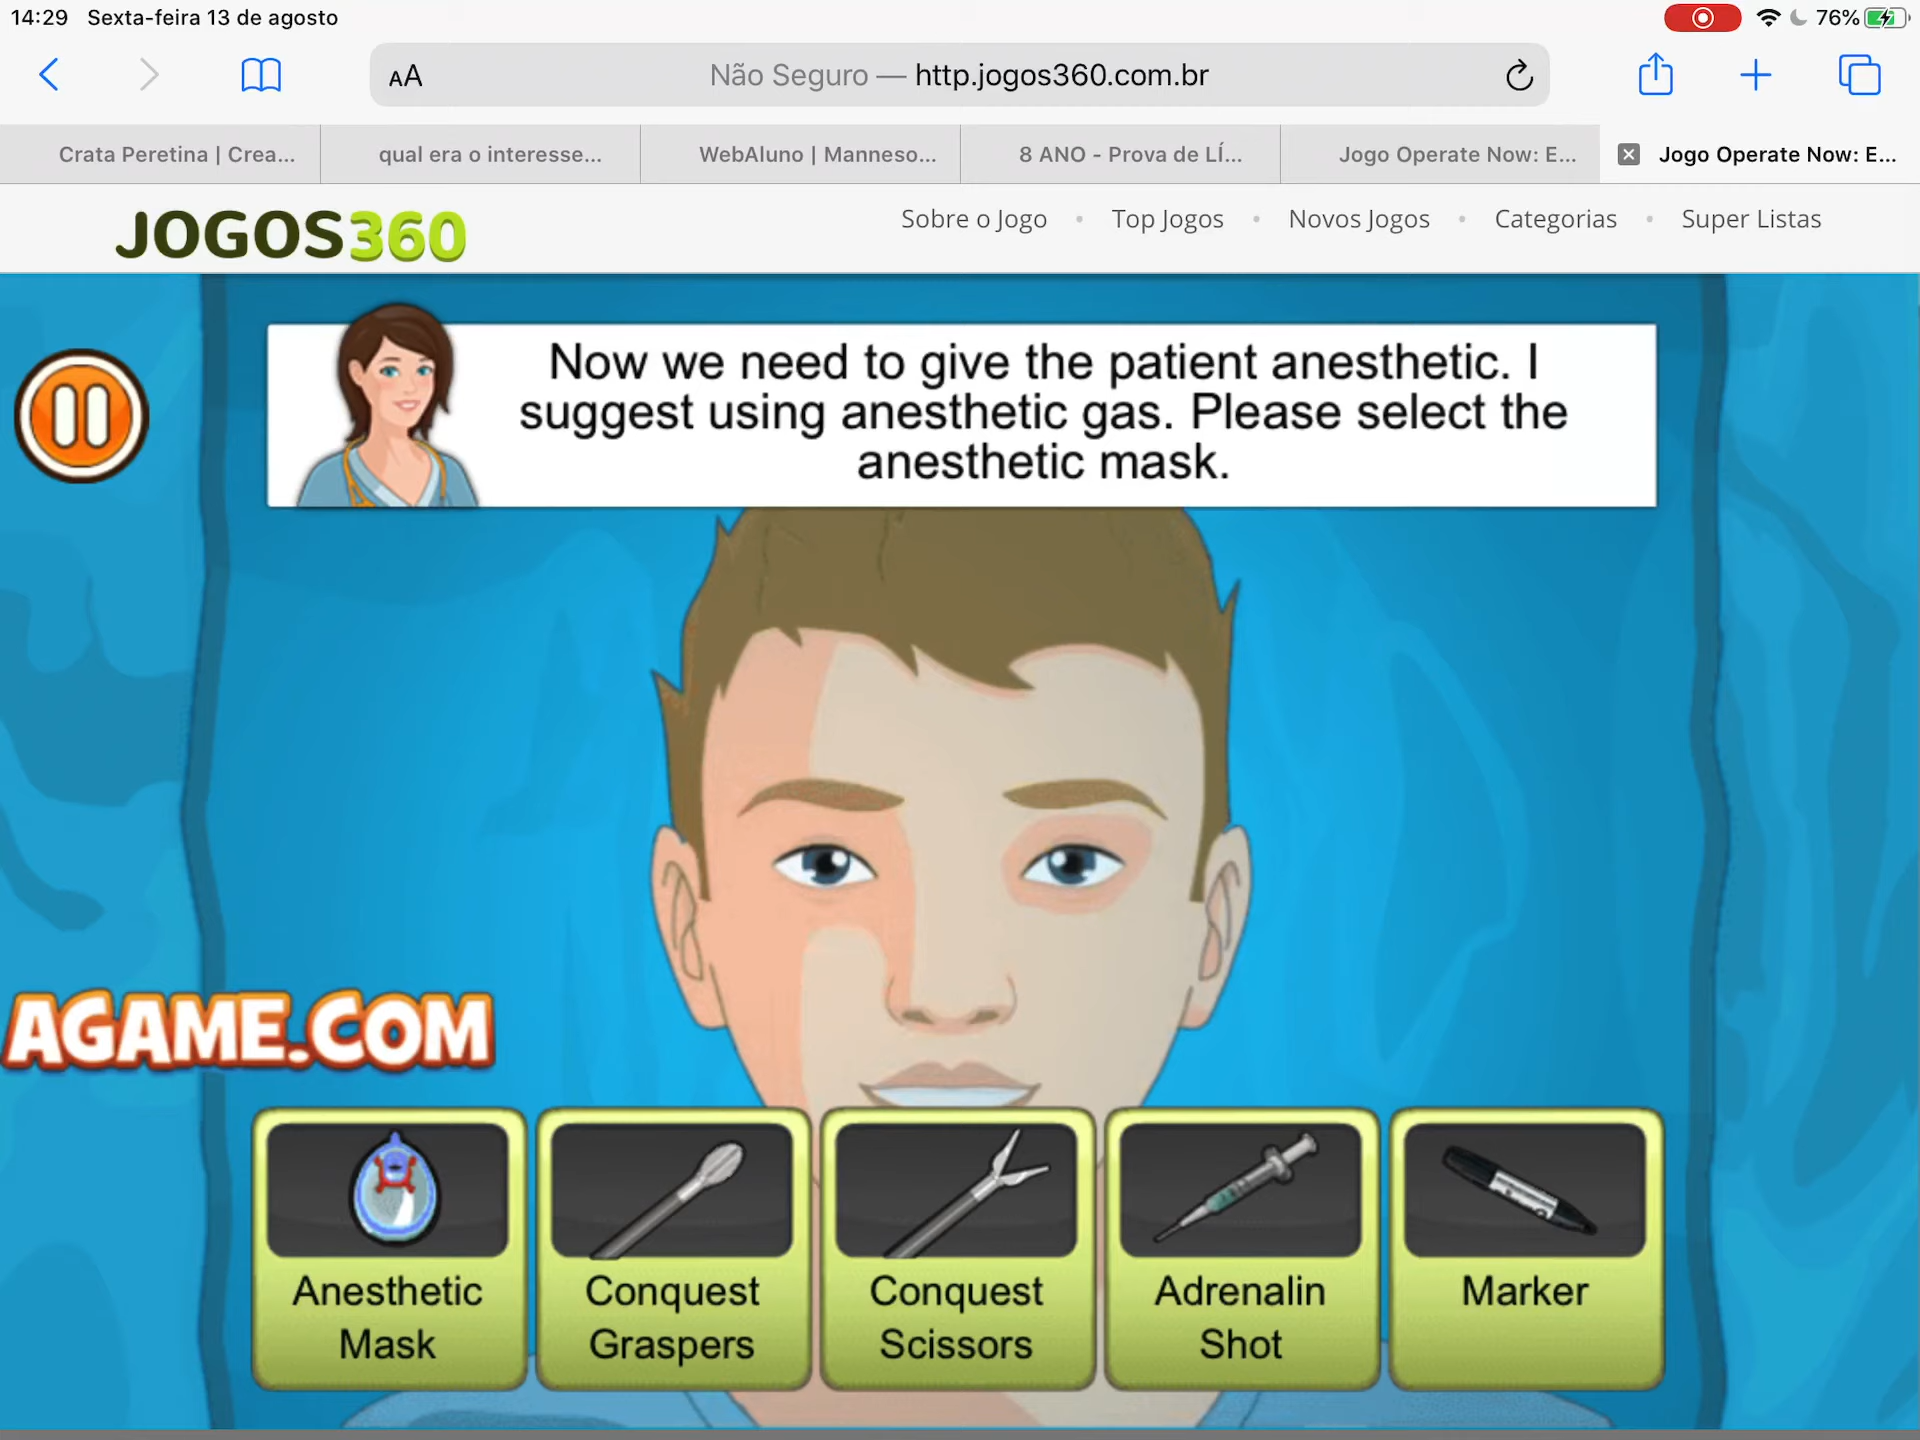 14:29 Sexta-feira 13 de agosto 76%
AA Não Seguro — http.jogos360.com.br
Crata Peretina | Crea... qual era o interesse... WebAluno | Manneso... 8 ANO - Prova de LÍ... Jogo Operate Now: E... Jogo Operate Now: E...
JOGOS360 Sobre o Jogo • Top Jogos • Novos Jogos • Categorias • Super Listas
Now we need to give the patient anesthetic. I
suggest using anesthetic gas. Please select the
anesthetic mask.
AGAME.COM
Anesthetic
Mask
Conquest
Graspers
Conquest
Scissors
Adrenalin
Shot
Marker